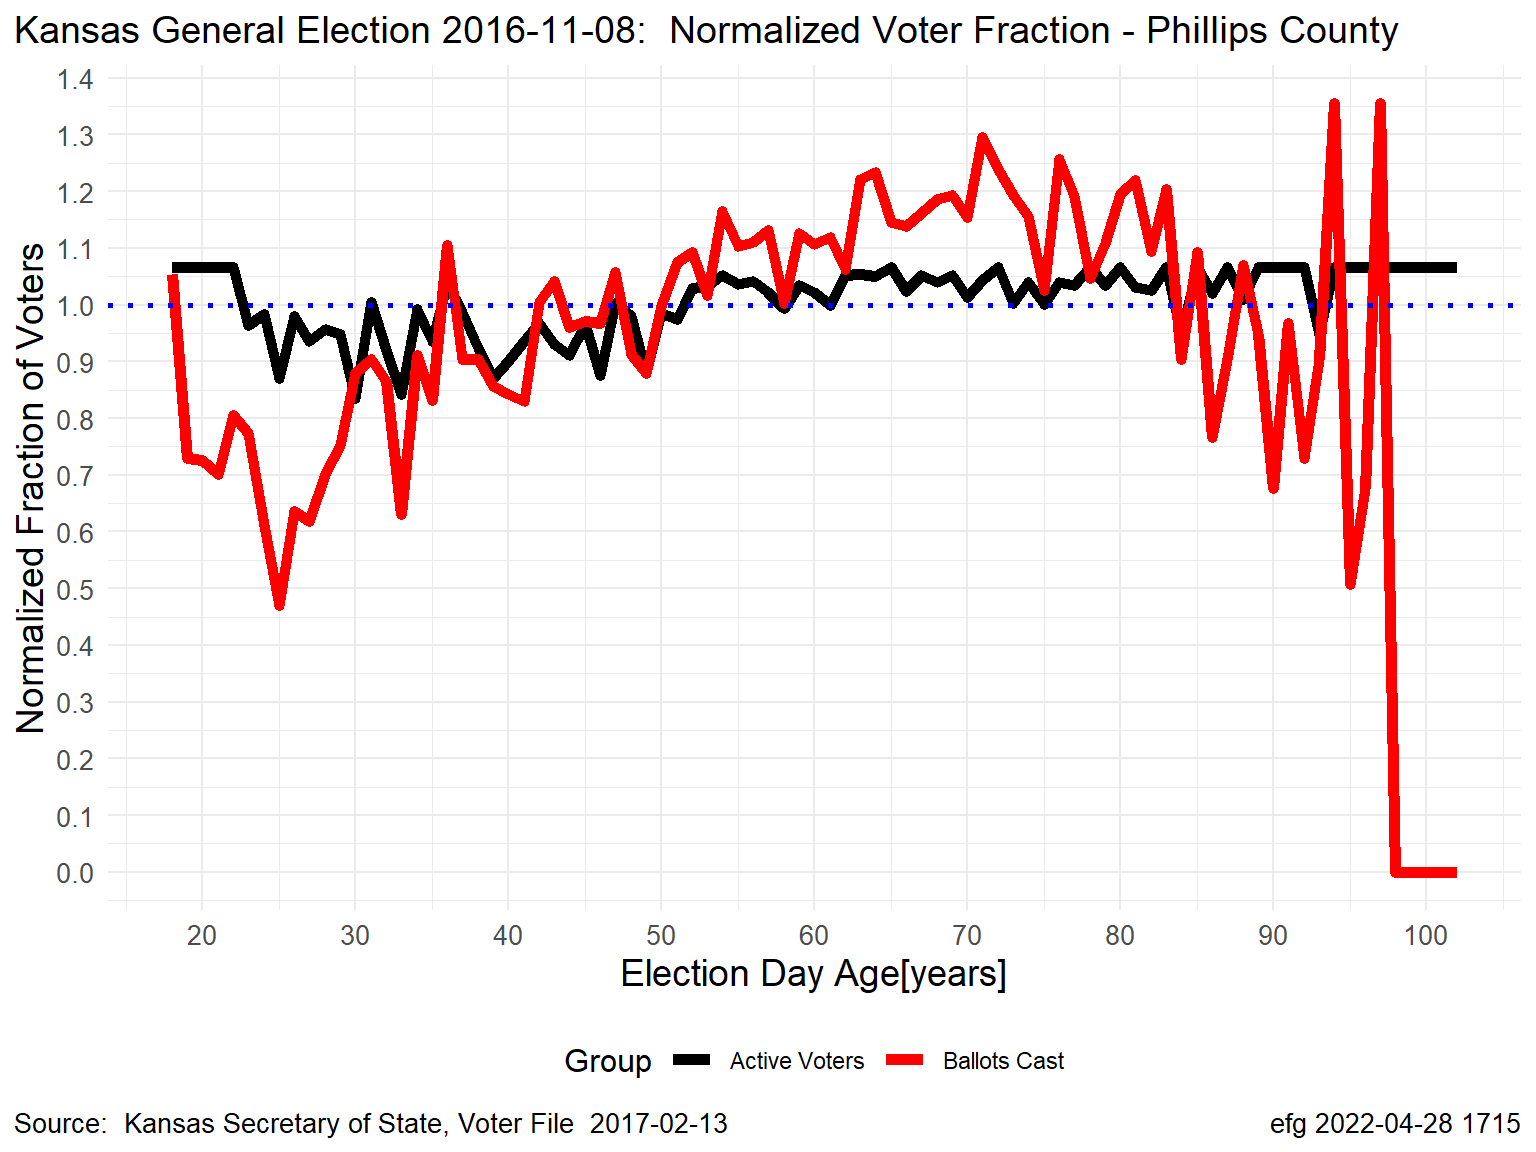 Kansas General Election 2016-11-08:  Normalized Voter Fraction - Phillips County
Normalized Fraction of Voters
1.4
1.3
1.2
1.1
1.0
0.9
0.8
0.7
0.6
0.5
0.4
0.3
0.2
0.1
0.0
20 30 40 50 60 70 80 90 100
Election Day Age[years]
Group Active Voters Ballots Cast
Source:  Kansas Secretary of State, Voter File  2017-02-13 efg 2022-04-28 1715